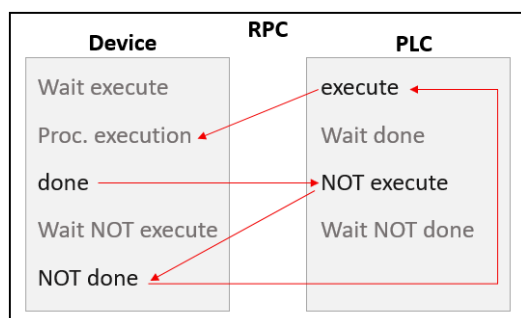 RPC
Device
Wait execute
Proc. execution
done
Wait NOT execute
NOT done
PLC
execute
Wait done
NOT execute
Wait NOT done